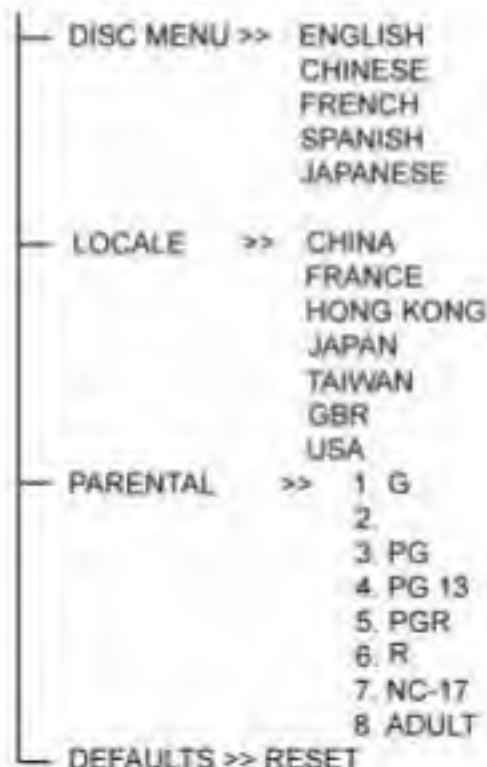 DISC MENU >> ENGLISH
CHINESE
FRENCH
SPANISH
JAPANESE
LOCALE >> CHINA
FRANCE
HONG KONG
JAPAN
TAIWAN
GBR
USA
PARENTAL >> 1 G
2.
3. PG
4. PG 13
5. PGR
6. R
7. NC-17
8 ADULT
DEFAULTS >> RESET